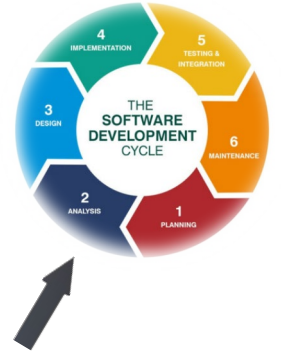 THE
SOFTWARE
DEVELOPMENT
CYCLE
1
PLANNING
2
ANALYSIS
3
DESIGN
4
IMPLEMENTATION
5
TESTING &
INTEGRATION
6
MAINTENANCE